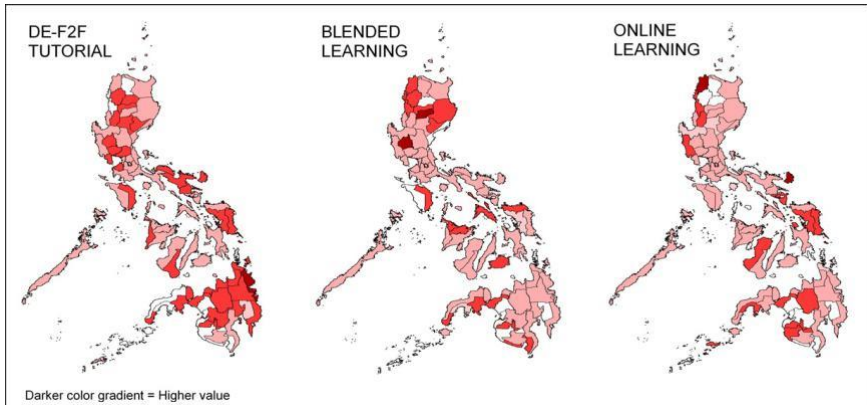 DE-F2F
TUTORIAL
BLENDED
LEARNING
ONLINE
LEARNING
Darker color gradient = Higher value